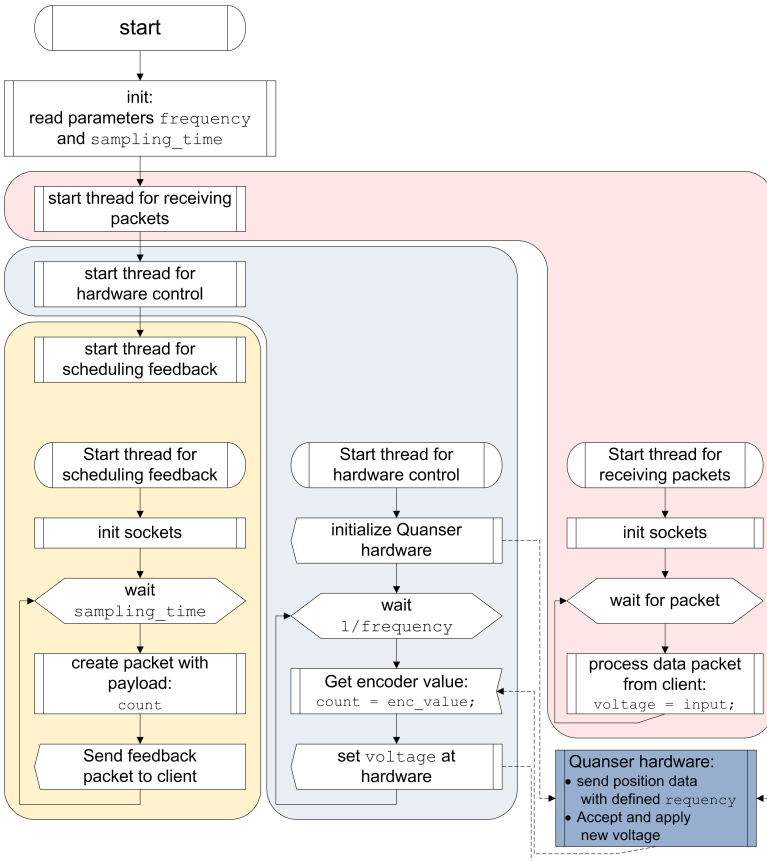 start
init:
read parameters frequency
and sampling_time
start thread for receiving
packets
start thread for
hardware control
start thread for
scheduling feedback
Start thread for
scheduling feedback
init sockets
wait
sampling_time
create packet with
payload:
count
Send feedback
packet to client
Start thread for
hardware control
initialize Quanser
hardware
wait
1/frequency
Get encoder value:
count = enc_value;
set voltage at
hardware
Start thread for
receiving packets
init sockets
wait for packet
process data packet
from client:
voltage = input;
Quanser hardware:
• send position data
with defined requency
• Accept and apply
new voltage